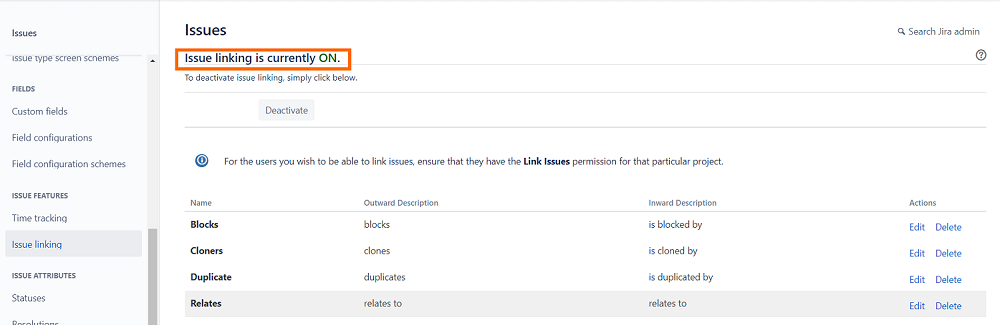 Issues
Issue type screen schemes
FIELDS
Custom fields
Field configurations
Field configuration schemes
ISSUE FEATURES
Time tracking
Issue linking
ISSUE ATTRIBUTES
Statuses
Resolutions
Issues
Search Jira admin
Issue linking is currently ON.
To deactivate issue linking, simply click below.
Deactivate
For the users you wish to be able to link issues, ensure that they have the Link Issues permission for that particular project.
Name Outward Description Inward Description Actions
Blocks blocks is blocked by Edit Delete
Cloners clones is cloned by Edit Delete
Duplicate duplicates is duplicated by Edit Delete
Relates relates to relates to Edit Delete